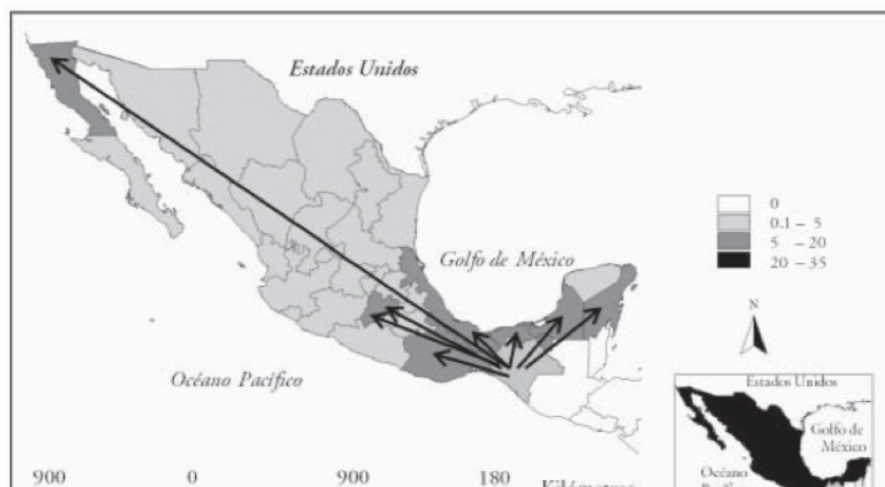 Estados Unidos
Golfo de México
Océano Pacífico
0
0.1 – 5
5 – 20
20 – 35
N
Estados Unidos
Golfo de
México
Océano
900 0 900 180